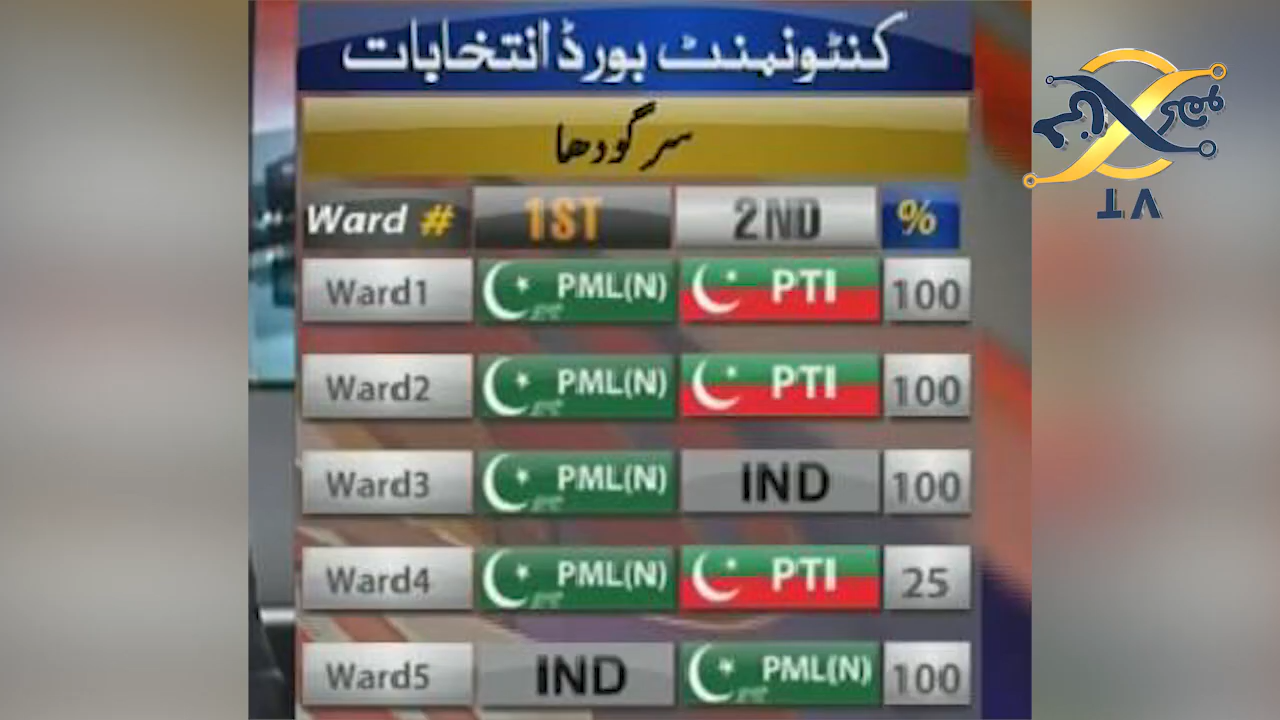 کنٹونمنٹ بورڈ انتخابات
سرگودھا
Ward # 1ST 2ND %
Ward1 PML(N) PTI 100
Ward2 PML(N) PTI 100
Ward3 PML(N) IND 100
Ward4 PML(N) PTI 25
Ward5 IND PML(N) 100
TV